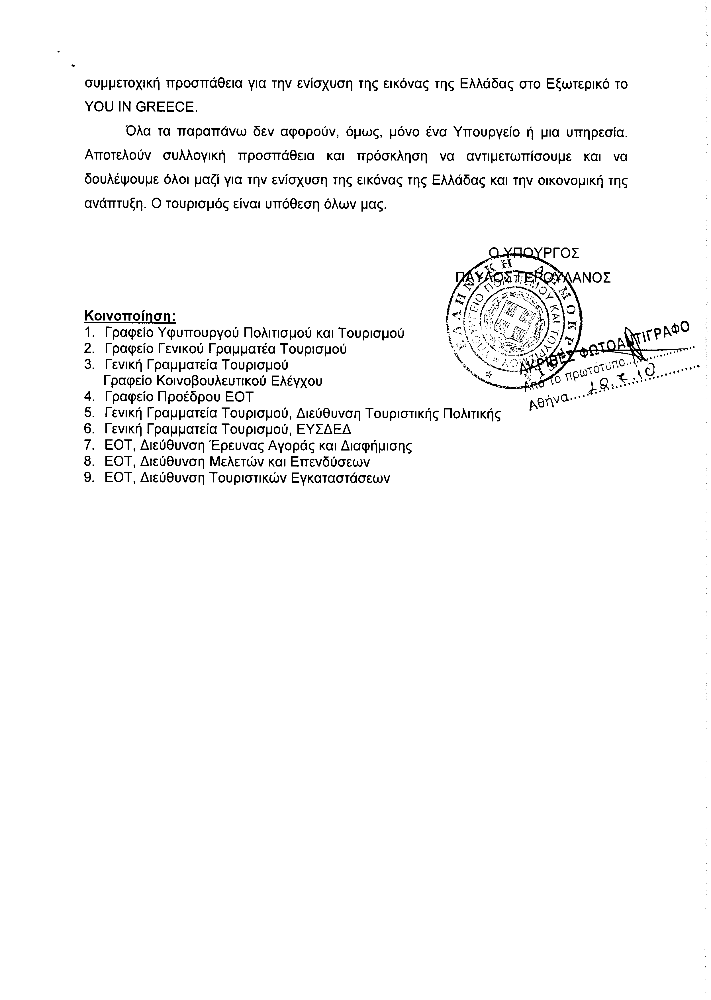 συμμετοχική προσπάθεια για την ενίσχυση της εικόνας της Ελλάδας στο Εξωτερικό το
YOU IN GREECE.
Όλα τα παραπάνω δεν αφορούν, όμως, μόνο ένα Υπουργείο ή μια υπηρεσία.
Αποτελούν συλλογική προσπάθεια και πρόσκληση να αντιμετωπίσουμε και να
δουλέψουμε όλοι μαζί για την ενίσχυση της εικόνας της Ελλάδας και την οικονομική της
ανάπτυξη. Ο τουρισμός είναι υπόθεση όλων μας.
Ο ΥΠΟΥΡΓΟΣ
ΠΑΥΛΟΣ ΓΕΡΟΥΛΑΝΟΣ
ΕΛΛΗΝΙΚΗ ΔΗΜΟΚΡΑΤΙΑ
ΥΠΟΥΡΓΕΙΟ ΠΟΛΙΤΙΣΜΟΥ ΚΑΙ ΤΟΥΡΙΣΜΟΥ
ΑΚΡΙΒΕΣ ΦΩΤΟΑΝΤΙΓΡΑΦΟ
Από το πρωτότυπο
Αθήνα
Κοινοποίηση:
1. Γραφείο Υφυπουργού Πολιτισμού και Τουρισμού
2. Γραφείο Γενικού Γραμματέα Τουρισμού
3. Γενική Γραμματεία Τουρισμού
Γραφείο Κοινοβουλευτικού Ελέγχου
4. Γραφείο Προέδρου ΕΟΤ
5. Γενική Γραμματεία Τουρισμού, Διεύθυνση Τουριστικής Πολιτικής
6. Γενική Γραμματεία Τουρισμού, ΕΥΣΔΕΔ
7. ΕΟΤ, Διεύθυνση Έρευνας Αγοράς και Διαφήμισης
8. ΕΟΤ, Διεύθυνση Μελετών και Επενδύσεων
9. ΕΟΤ, Διεύθυνση Τουριστικών Εγκαταστάσεων